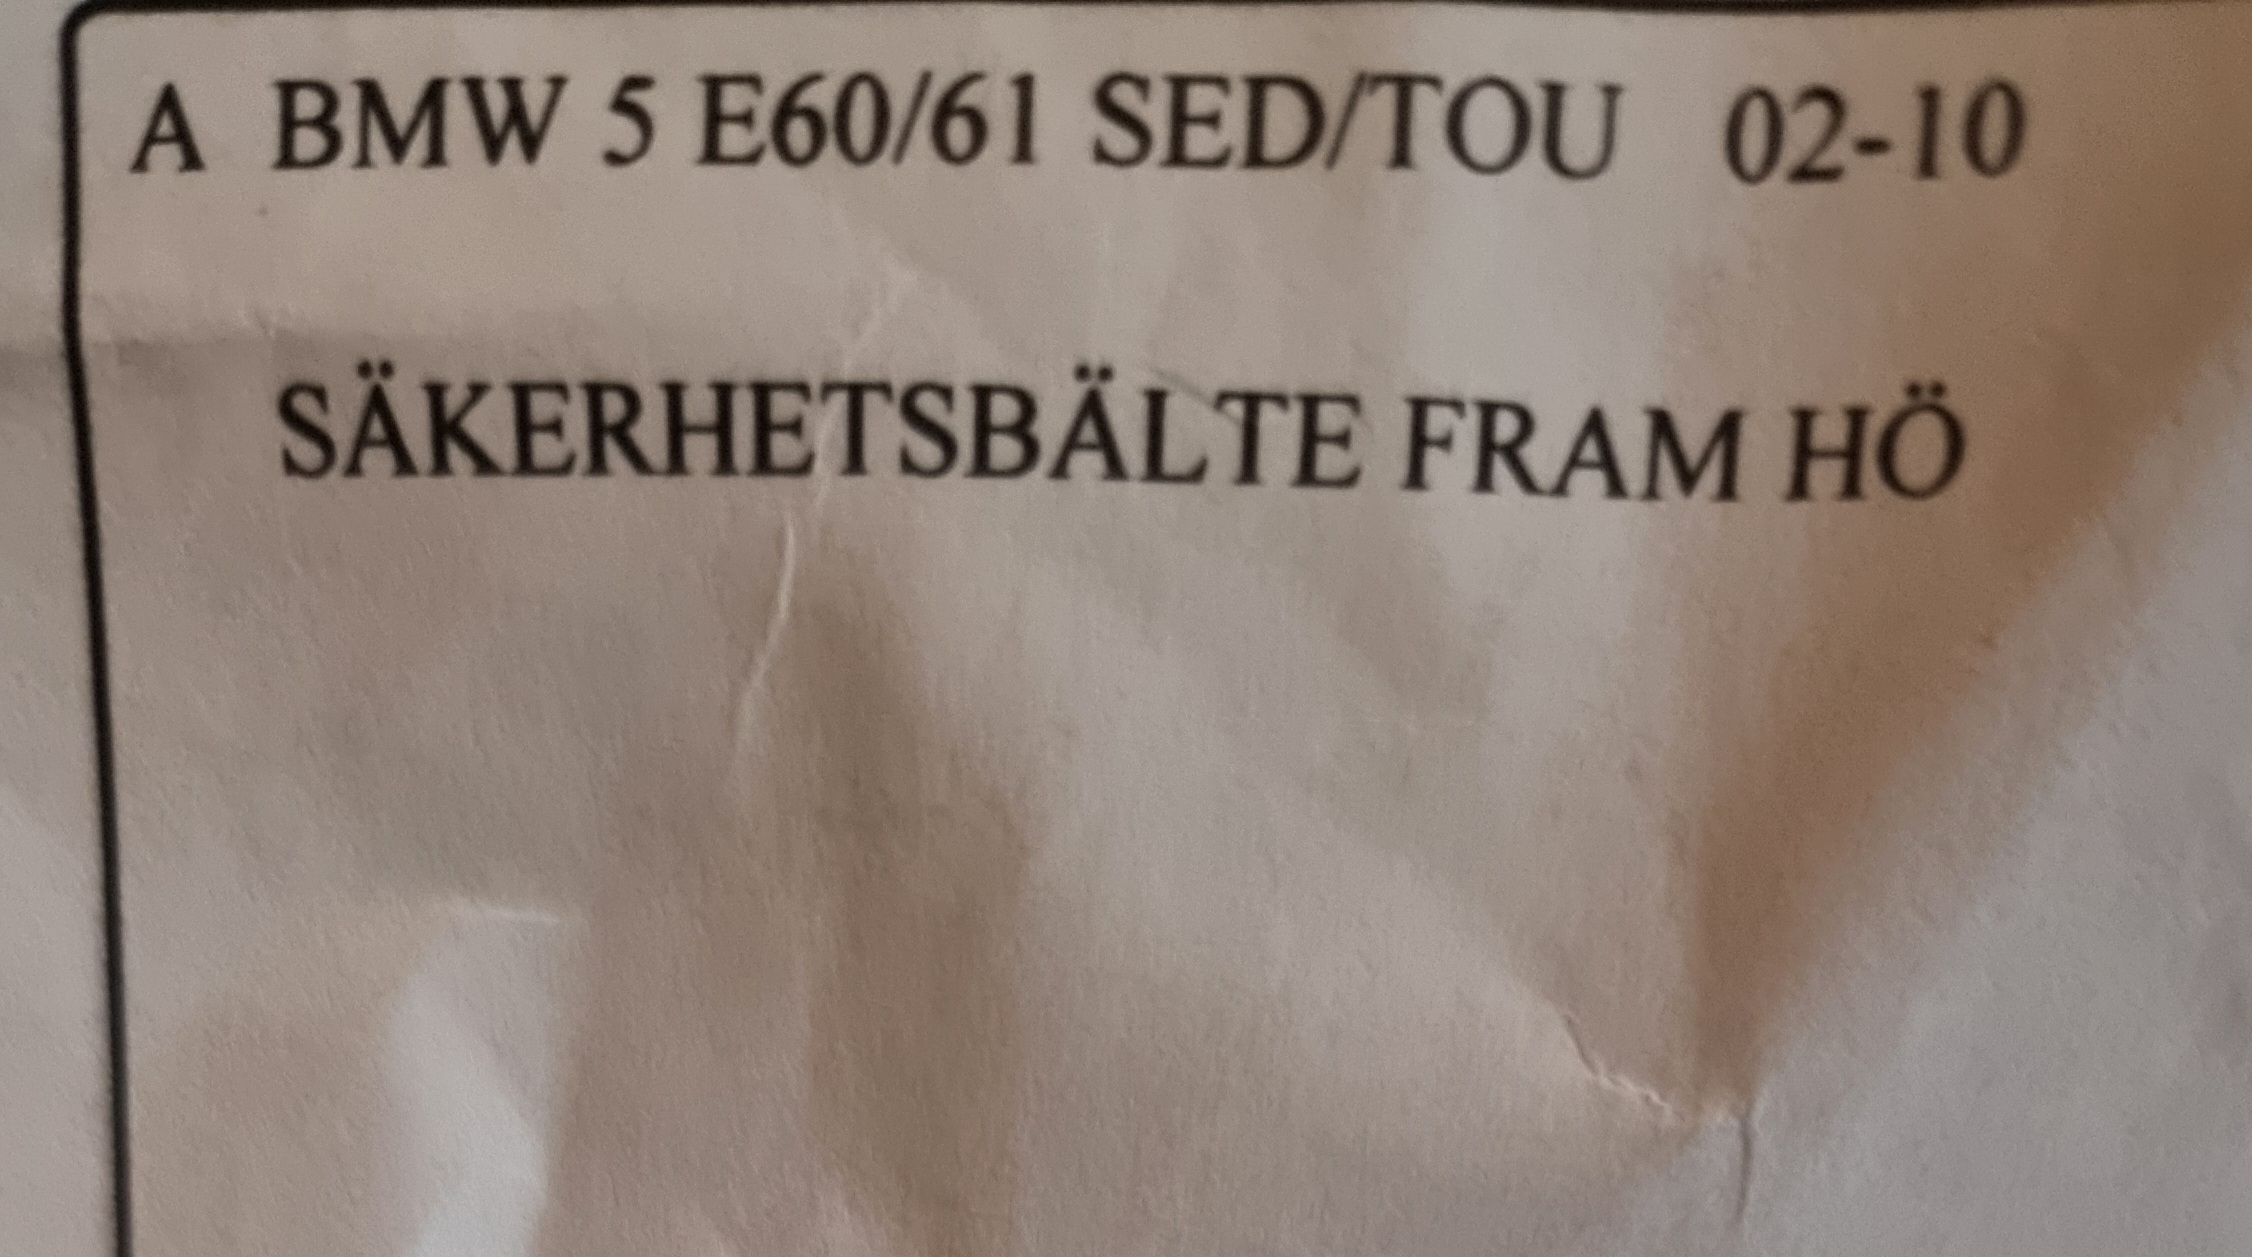 A BMW 5 E60/61 SED/TOU 02-10
SÄKERHETSBÄLTE FRAM HÖ